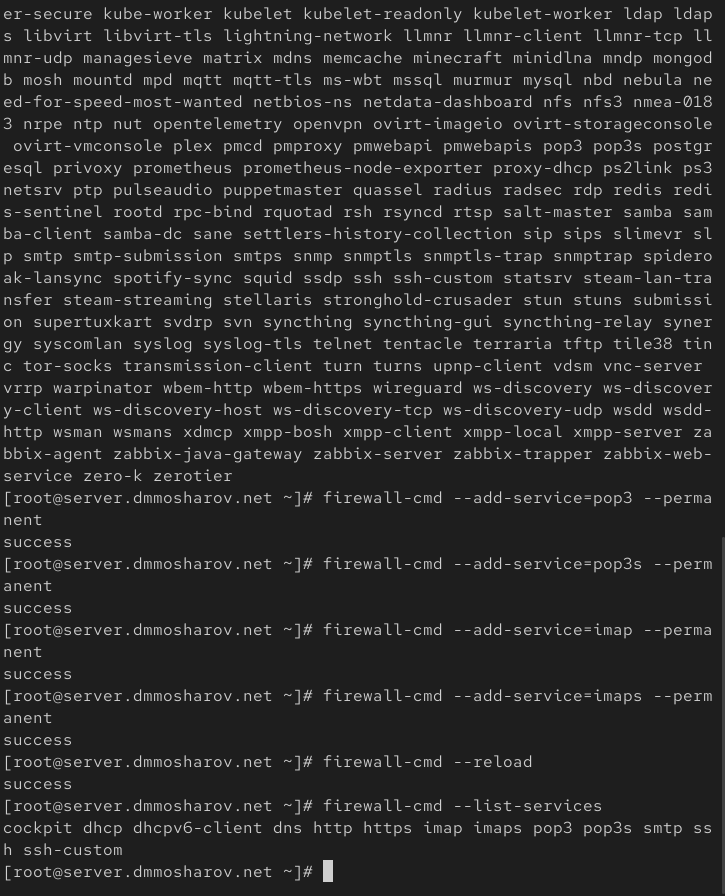 er-secure kube-worker kubelet kubelet-readonly kubelet-worker ldap ldap
s libvirt libvirt-tls lightning-network llmnr llmnr-client llmnr-tcp ll
mnr-udp managesieve matrix mdns memcache minecraft minidlna mndp mongod
b mosh mountd mpd mqtt mqtt-tls ms-wbt mssql murmur mysql nbd nebula ne
ed-for-speed-most-wanted netbios-ns netdata-dashboard nfs nfs3 nmea-018
3 nrpe ntp nut opentelemetry openvpn ovirt-imageio ovirt-storageconsole
 ovirt-vmconsole plex pmcd pmproxy pmwebapi pmwebapis pop3 pop3s postgr
esql privoxy prometheus prometheus-node-exporter proxy-dhcp ps2link ps3
netsrv ptp pulseaudio puppetmaster quassel radius radsec rdp redis redi
s-sentinel rootd rpc-bind rquotad rsh rsyncd rtsp salt-master samba sam
ba-client samba-dc sane settlers-history-collection sip sips slimevr sl
p smtp smtp-submission smtps snmp snmptls snmptls-trap snmptrap spidero
ak-lansync spotify-sync squid ssdp ssh ssh-custom statsrv steam-lan-tra
nsfer steam-streaming stellaris stronghold-crusader stun stuns submissi
on supertuxkart svdrp svn syncthing syncthing-gui syncthing-relay syner
gy syscomlan syslog syslog-tls telnet tentacle terraria tftp tile38 tin
c tor-socks transmission-client turn turns upnp-client vdsm vnc-server
vrrp warpinator wbem-http wbem-https wireguard ws-discovery ws-discover
y-client ws-discovery-host ws-discovery-tcp ws-discovery-udp wsdd wsdd-
http wsman wsmans xdmcp xmpp-bosh xmpp-client xmpp-local xmpp-server za
bbix-agent zabbix-java-gateway zabbix-server zabbix-trapper zabbix-web-
service zero-k zerotier
[root@server.dmmosharov.net ~]# firewall-cmd --add-service=pop3 --perma
nent
success
[root@server.dmmosharov.net ~]# firewall-cmd --add-service=pop3s --perm
anent
success
[root@server.dmmosharov.net ~]# firewall-cmd --add-service=imap --perma
nent
success
[root@server.dmmosharov.net ~]# firewall-cmd --add-service=imaps --perm
anent
success
[root@server.dmmosharov.net ~]# firewall-cmd --reload
success
[root@server.dmmosharov.net ~]# firewall-cmd --list-services
cockpit dhcp dhcpv6-client dns http https imap imaps pop3 pop3s smtp ss
h ssh-custom
[root@server.dmmosharov.net ~]#